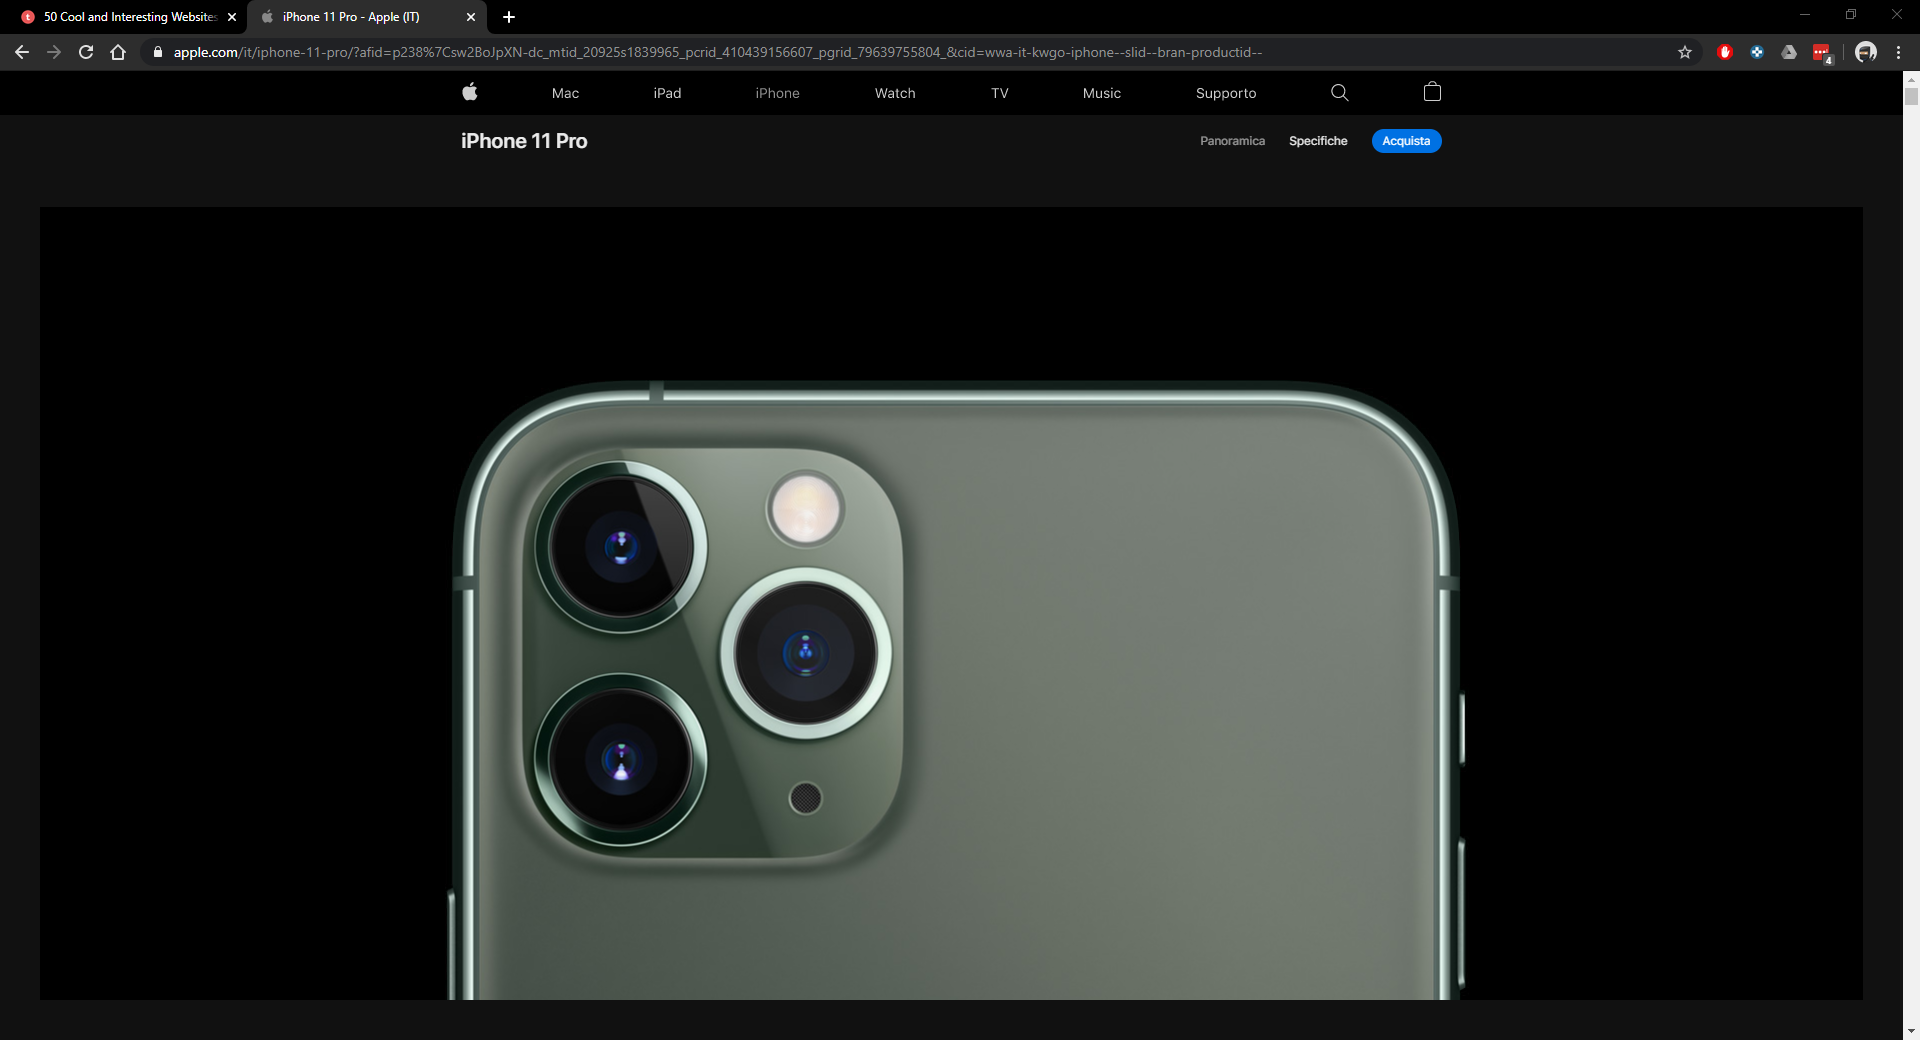 50 Cool and Interesting Websites
iPhone 11 Pro - Apple (IT)
apple.com/it/iphone-11-pro/?afid=p238%7Csw2BoJpXN-dc_mtid_20925s1839965_pcrid_410439156607_pgrid_79639755804_&cid=wwa-it-kwgo-iphone--slid--bran-productid--
4
Mac iPad iPhone Watch TV Music Supporto
iPhone 11 Pro
Panoramica Specifiche Acquista